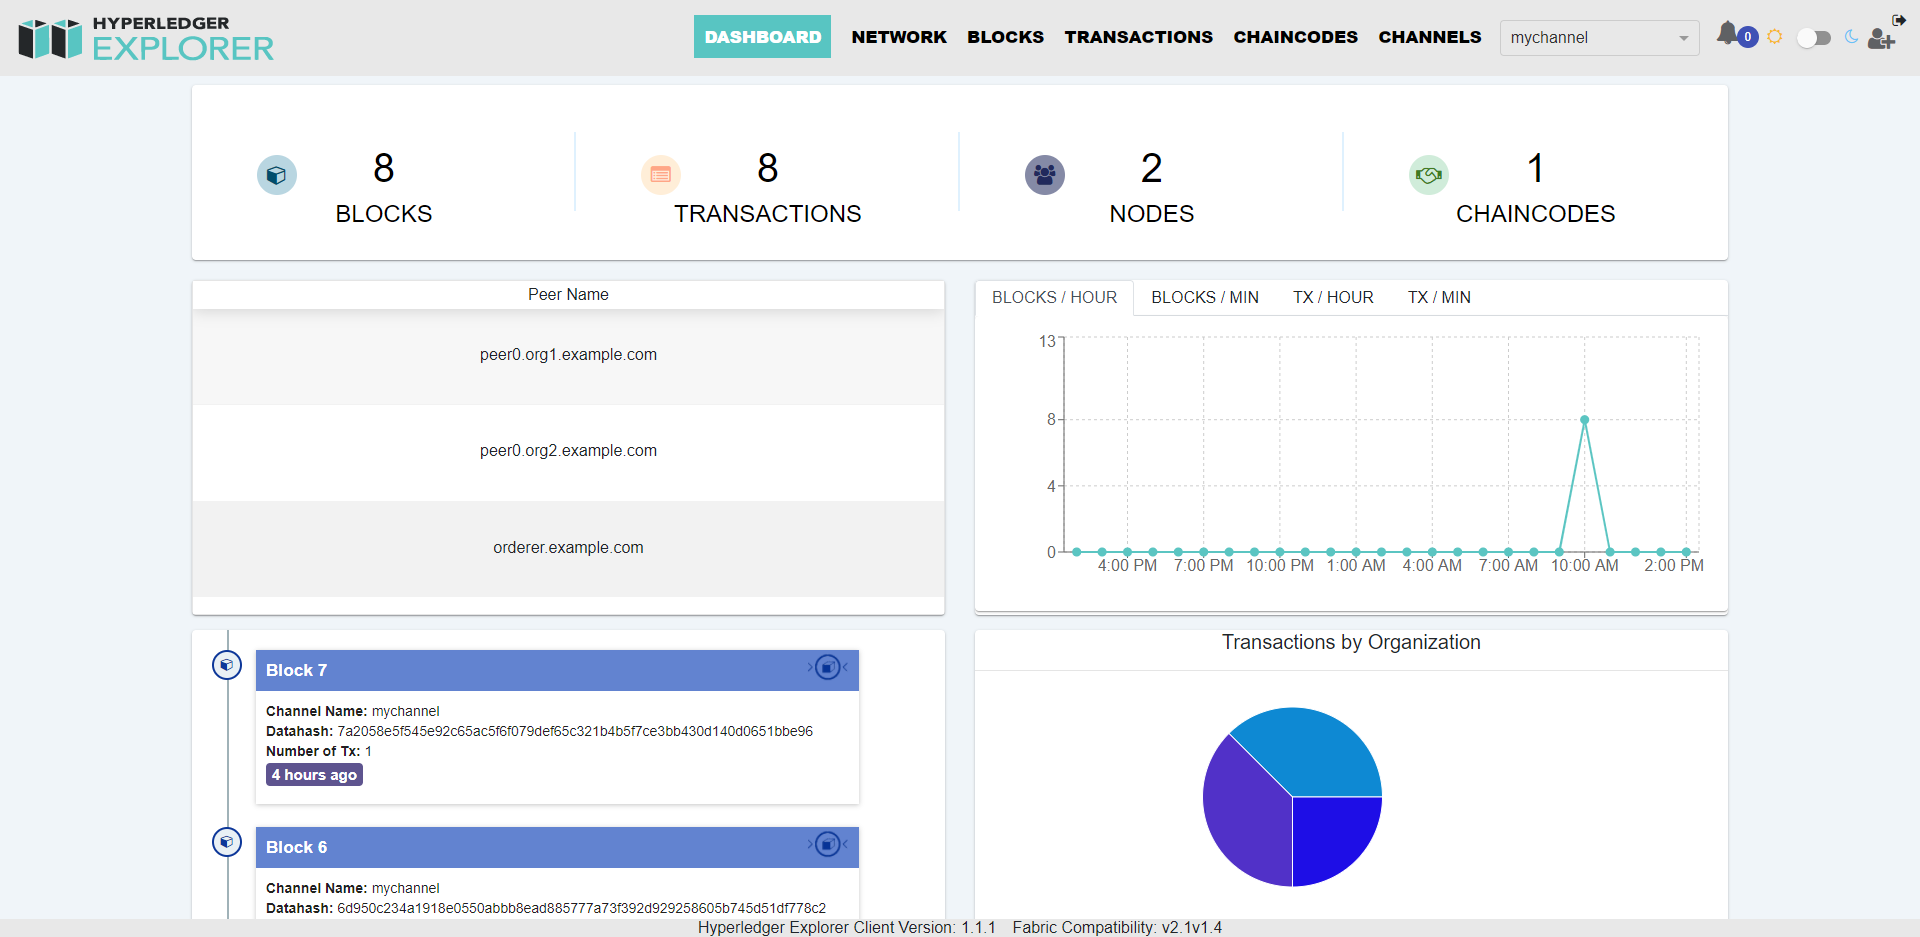 HYPERLEDGER
EXPLORER
DASHBOARD NETWORK BLOCKS TRANSACTIONS CHAINCODES CHANNELS mychannel 0
8
BLOCKS
8
TRANSACTIONS
2
NODES
1
CHAINCODES
Peer Name
peer0.org1.example.com
peer0.org2.example.com
orderer.example.com
BLOCKS / HOUR BLOCKS / MIN TX / HOUR TX / MIN
13
8
4
0
4:00 PM 7:00 PM 10:00 PM 1:00 AM 4:00 AM 7:00 AM 10:00 AM 2:00 PM
Block 7
Channel Name: mychannel
Datahash: 7a2058e5f545e92c65ac5f6f079def65c321b4b5f7ce3bb430d140d0651bbe96
Number of Tx: 1
4 hours ago
Block 6
Channel Name: mychannel
Datahash: 6d950c234a1918e0550abbb8ead885777a73f392d929258605b745d51df778c2
Transactions by Organization
Hyperledger Explorer Client Version: 1.1.1 Fabric Compatibility: v2.1v1.4